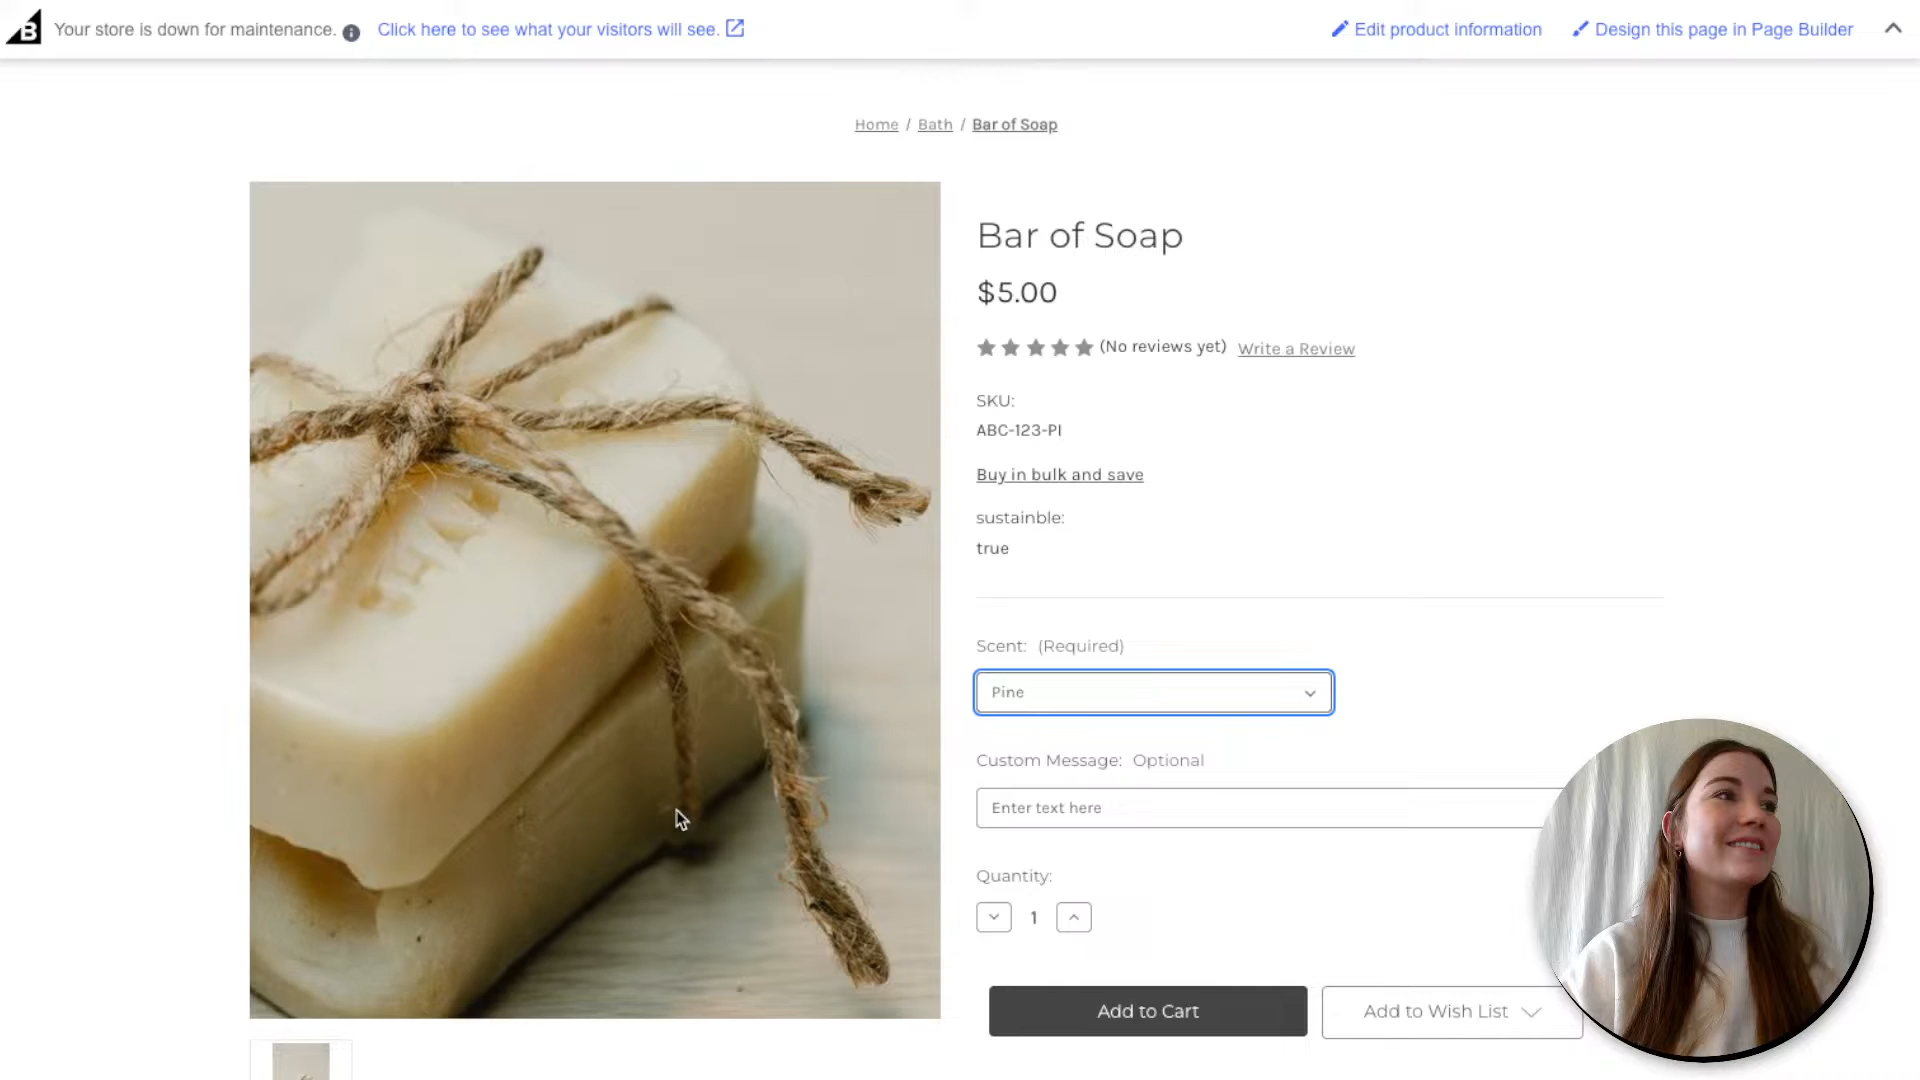 B
Your store is down for maintenance.
Click here to see what your visitors will see.
Edit product information
Design this page in Page Builder
Home / Bath / Bar of Soap
Bar of Soap
$5.00
(No reviews yet) Write a Review
SKU:
ABC-123-PI
Buy in bulk and save
sustainble:
true
Scent: (Required)
Pine
Custom Message: Optional
Enter text here
Quantity:
1
Add to Cart
Add to Wish List